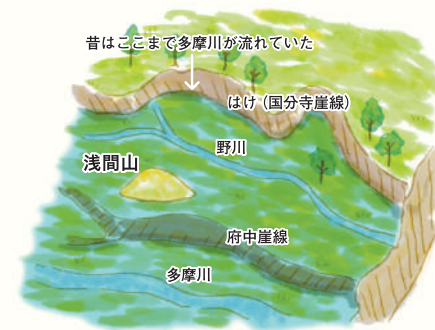 昔はここまで多摩川が流れていた
はけ（国分寺崖線）
野川
浅間山
府中崖線
多摩川